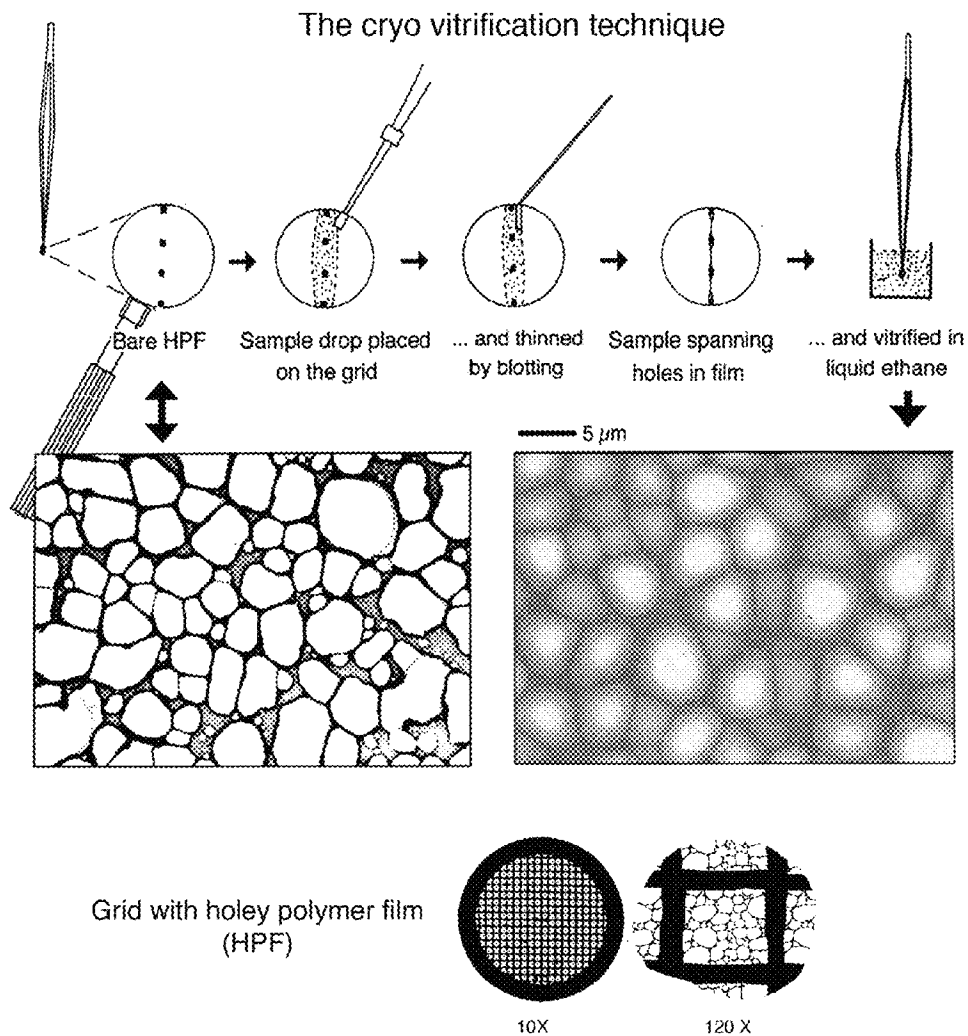 The cryo vitrification technique
Bare HPF
Sample drop placed
on the grid
... and thinned
by blotting
Sample spanning
holes in film
... and vitrified in
liquid ethane
5 µm
Grid with holey polymer film
(HPF)
10X
120 X